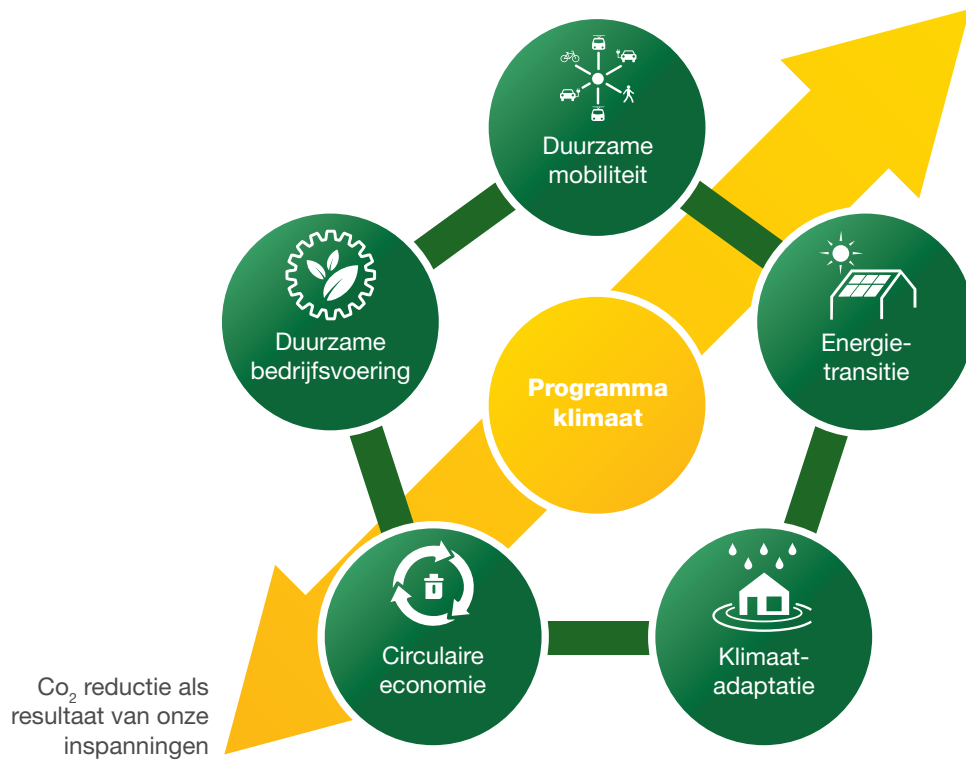 Duurzame
mobiliteit
Duurzame
bedrijfsvoering
Energie-
transitie
Programma
klimaat
Circulaire
economie
Klimaat-
adaptatie
Co₂ reductie als
resultaat van onze
inspanningen